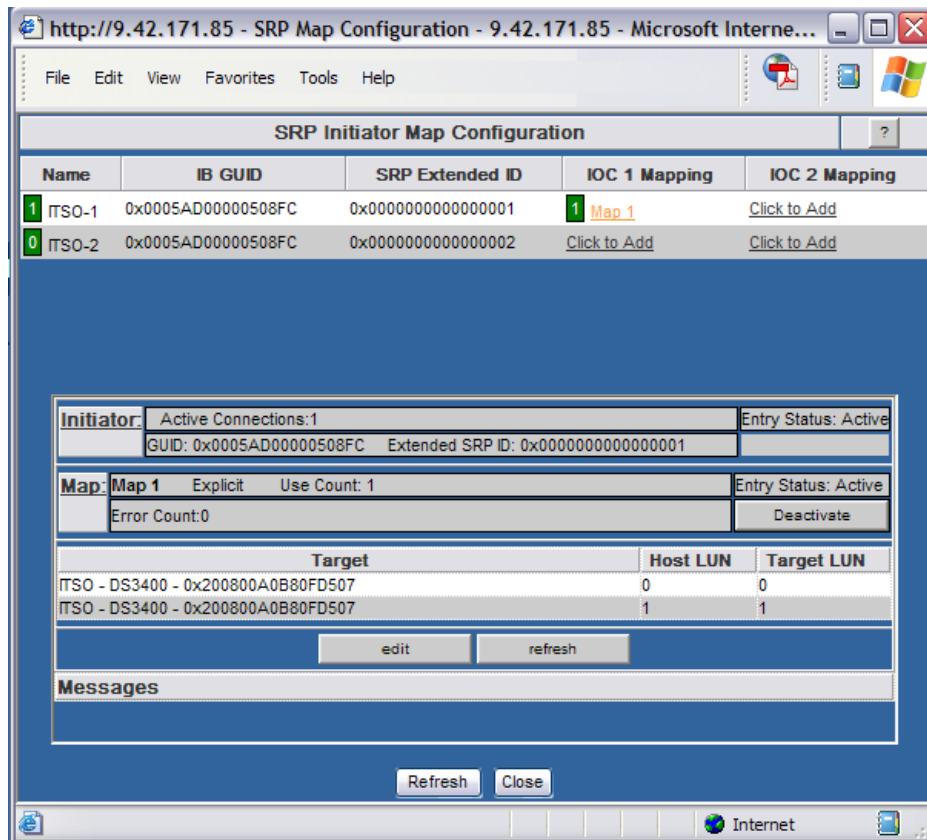 http://9.42.171.85 - SRP Map Configuration - 9.42.171.85 - Microsoft Interne...
File Edit View Favorites Tools Help
SRP Initiator Map Configuration ?
Name IB GUID SRP Extended ID IOC 1 Mapping IOC 2 Mapping
1 ITSO-1 0x0005AD00000508FC 0x0000000000000001 1 Map 1 Click to Add
0 ITSO-2 0x0005AD00000508FC 0x0000000000000002 Click to Add Click to Add
Initiator: Active Connections:1 Entry Status: Active
GUID: 0x0005AD00000508FC Extended SRP ID: 0x0000000000000001
Map: Map 1 Explicit Use Count: 1 Entry Status: Active
Error Count:0 Deactivate
Target Host LUN Target LUN
ITSO - DS3400 - 0x200800A0B80FD507 0 0
ITSO - DS3400 - 0x200800A0B80FD507 1 1
edit refresh
Messages
Refresh Close
Internet